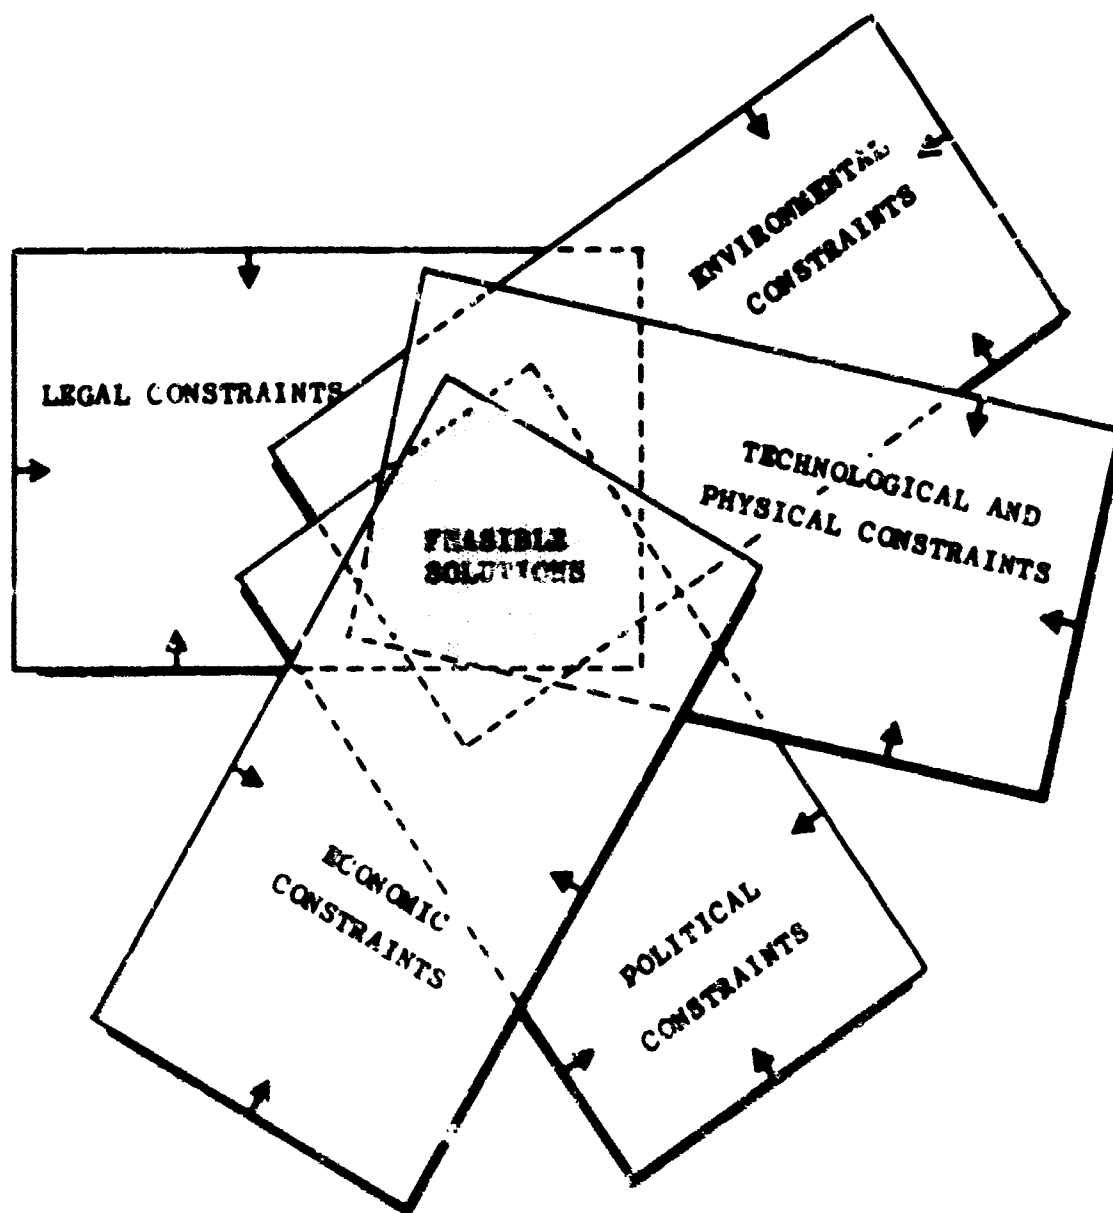 ENVIRONMENTAL
CONSTRAINTS
LEGAL CONSTRAINTS
TECHNOLOGICAL AND
PHYSICAL CONSTRAINTS
FEASIBLE
SOLUTIONS
ECONOMIC
CONSTRAINTS
POLITICAL
CONSTRAINTS